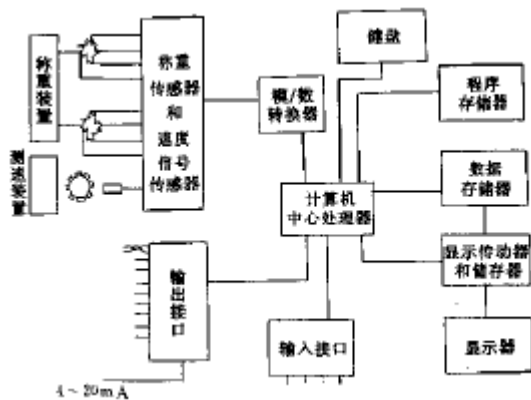 称重装置
测速装置
称重
传感器
和
速度
信号
传感器
模/数
转换器
键盘
程序
存储器
计算机
中心处理器
数据
存储器
显示传动器
和储存器
输出接口
输入接口
显示器
4~20mA